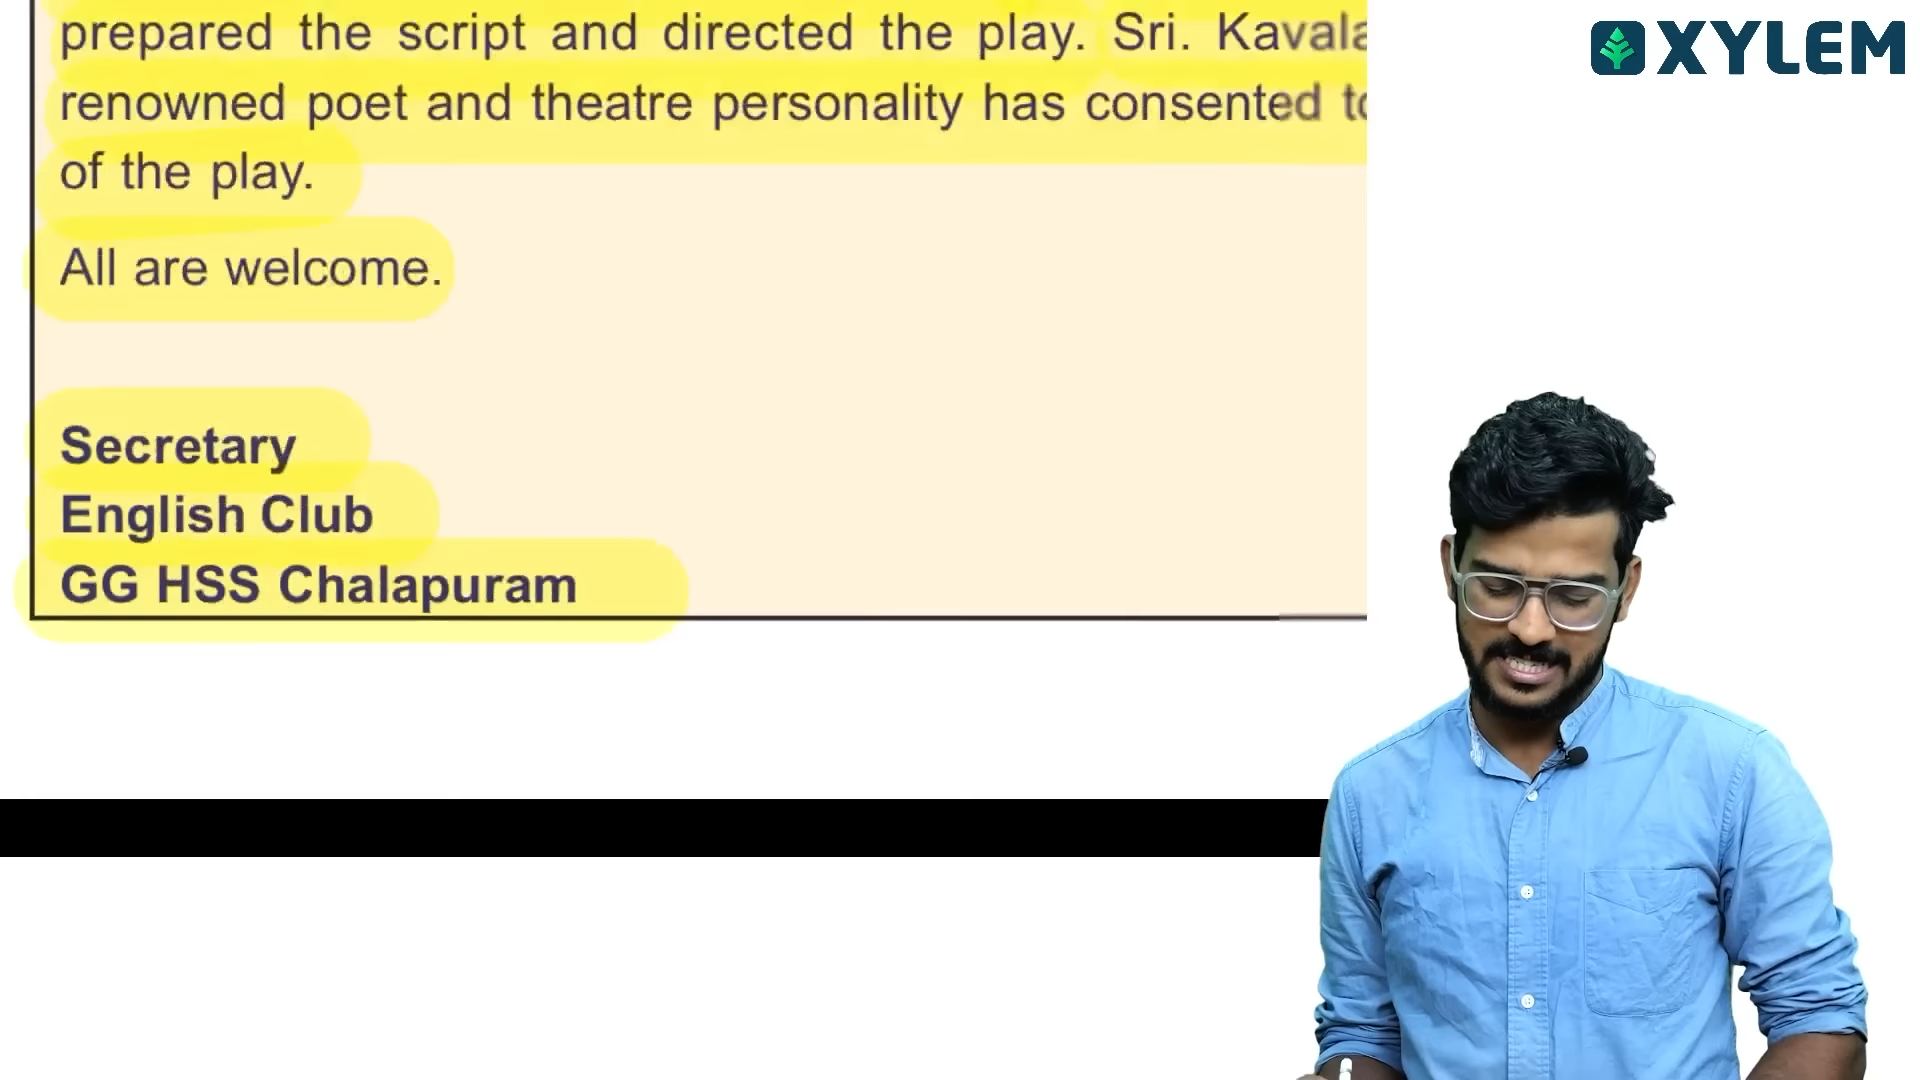 prepared the script and directed the play. Sri.
XYLEM
renowned poet and theatre personality has consented
of the play.
All are welcome.
Secretary
English Club
GG HSS Chalapuram